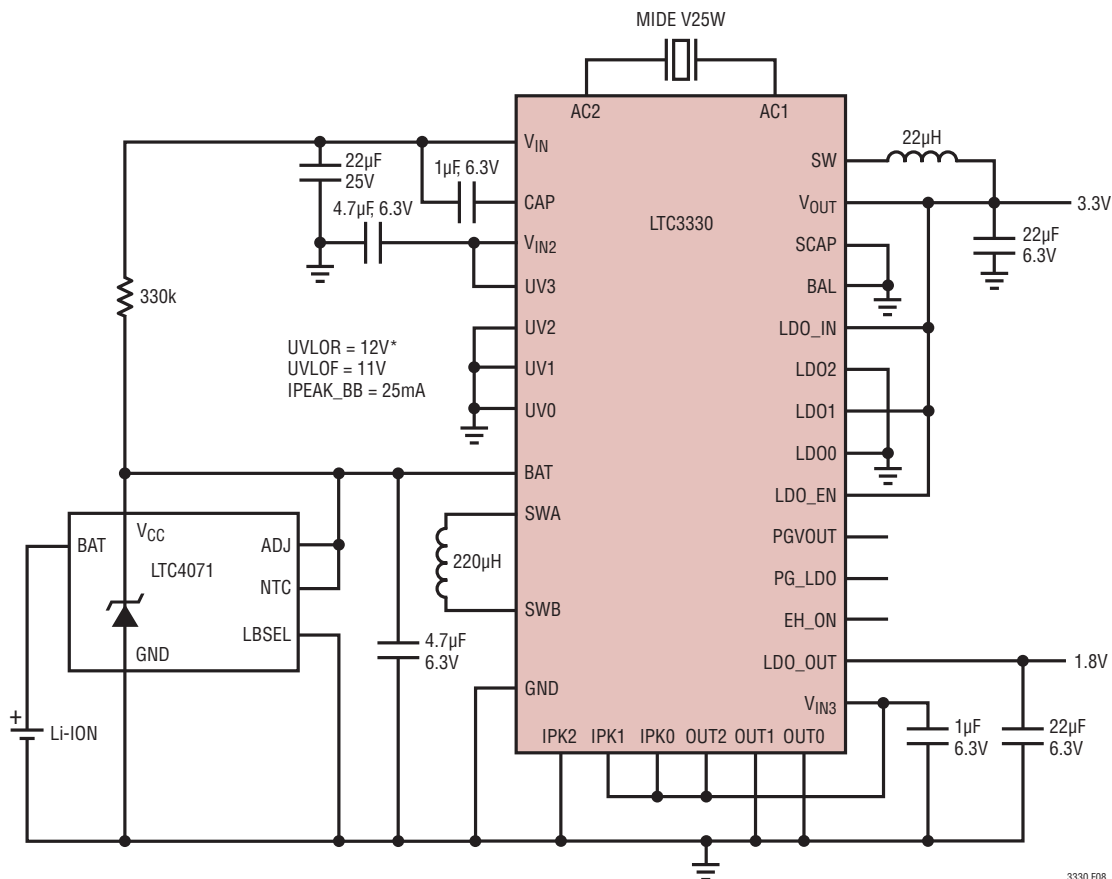 MIDE V25W
AC2
AC1
VIN
22µF
25V
1µF, 6.3V
CAP
4.7µF, 6.3V
VIN2
UV3
330k
UV2
UVLOR = 12V*
UVLOF = 11V
IPEAK_BB = 25mA
UV1
UV0
BAT
SWA
220µH
SWB
BAT
VCC
ADJ
LTC4071
NTC
LBSEL
GND
4.7µF
6.3V
GND
+
Li-ION
LTC3330
SW
22µH
VOUT
3.3V
22µF
6.3V
SCAP
BAL
LDO_IN
LDO2
LDO1
LDO0
LDO_EN
PGVOUT
PG_LDO
EH_ON
LDO_OUT
1.8V
VIN3
1µF
6.3V
22µF
6.3V
IPK2
IPK1
IPK0
OUT2
OUT1
OUT0
3330 F08